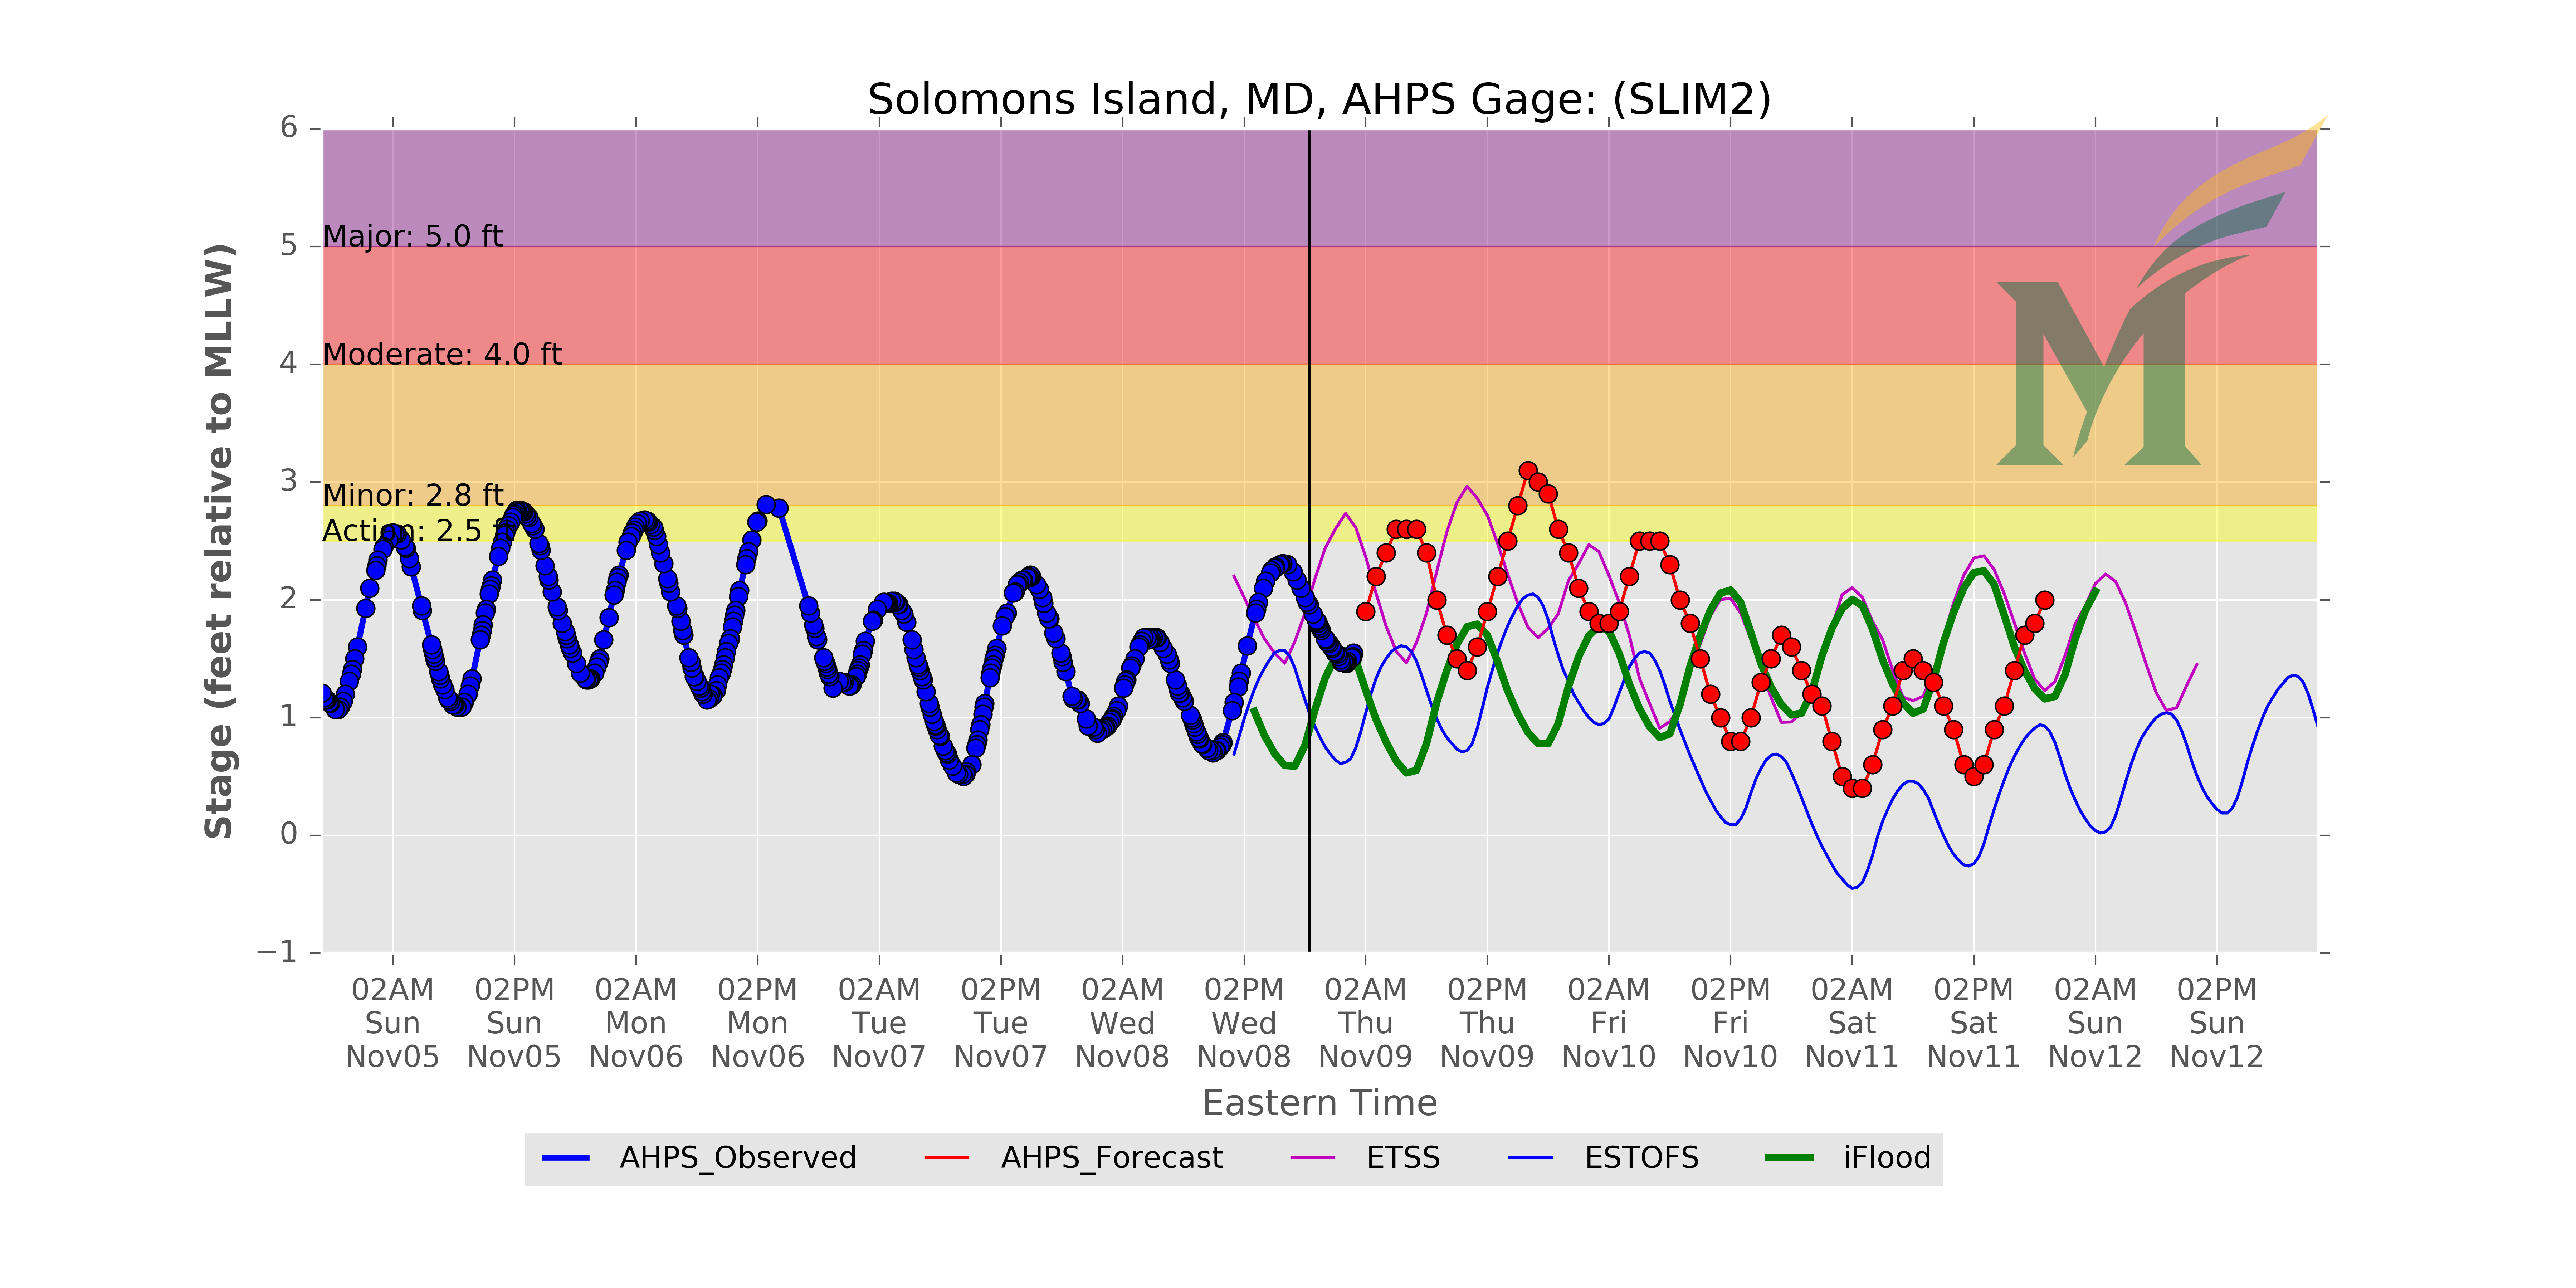 Solomons Island, MD, AHPS Gage: (SLIM2)
Stage (feet relative to MLLW)
6
5
4
3
2
1
0
−1
Major: 5.0 ft
Moderate: 4.0 ft
Minor: 2.8 ft
Action: 2.5 ft
02AM 02PM 02AM 02PM 02AM 02PM 02AM 02PM 02AM 02PM 02AM 02PM 02AM 02PM 02AM 02PM
Sun Sun Mon Mon Tue Tue Wed Wed Thu Thu Fri Fri Sat Sat Sun Sun
Nov05 Nov05 Nov06 Nov06 Nov07 Nov07 Nov08 Nov08 Nov09 Nov09 Nov10 Nov10 Nov11 Nov11 Nov12 Nov12
Eastern Time
AHPS_Observed AHPS_Forecast ETSS ESTOFS iFlood
M